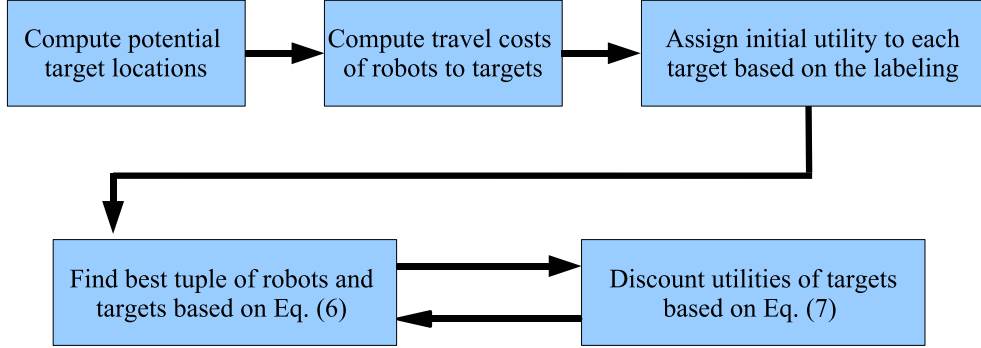 Compute potential
target locations
Compute travel costs
of robots to targets
Assign initial utility to each
target based on the labeling
Find best tuple of robots and
targets based on Eq. (6)
Discount utilities of targets
based on Eq. (7)